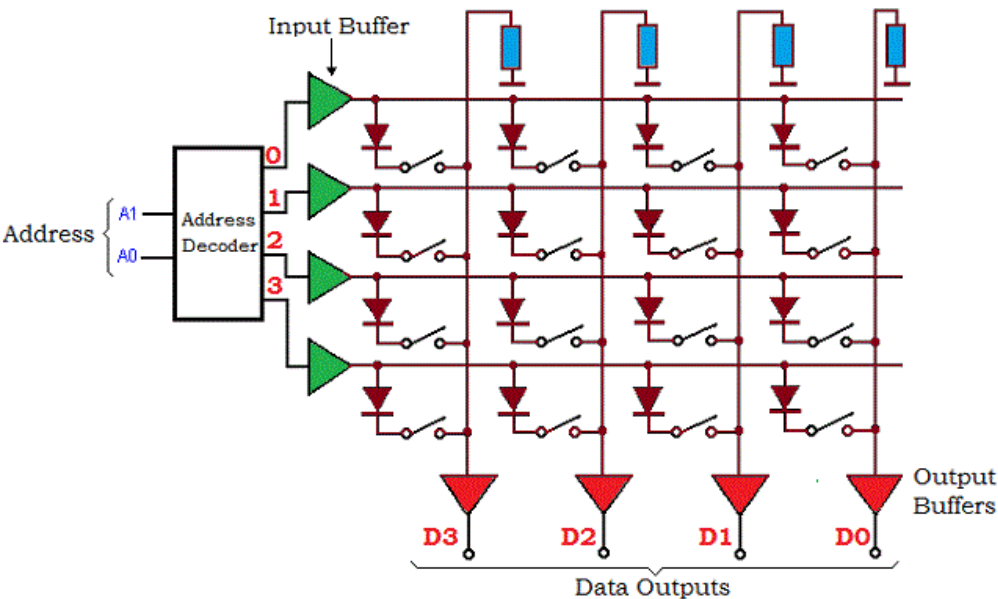 Input Buffer
0
1
Address
A1
A0
Address
Decoder
2
3
Output
Buffers
D3
D2
D1
D0
Data Outputs